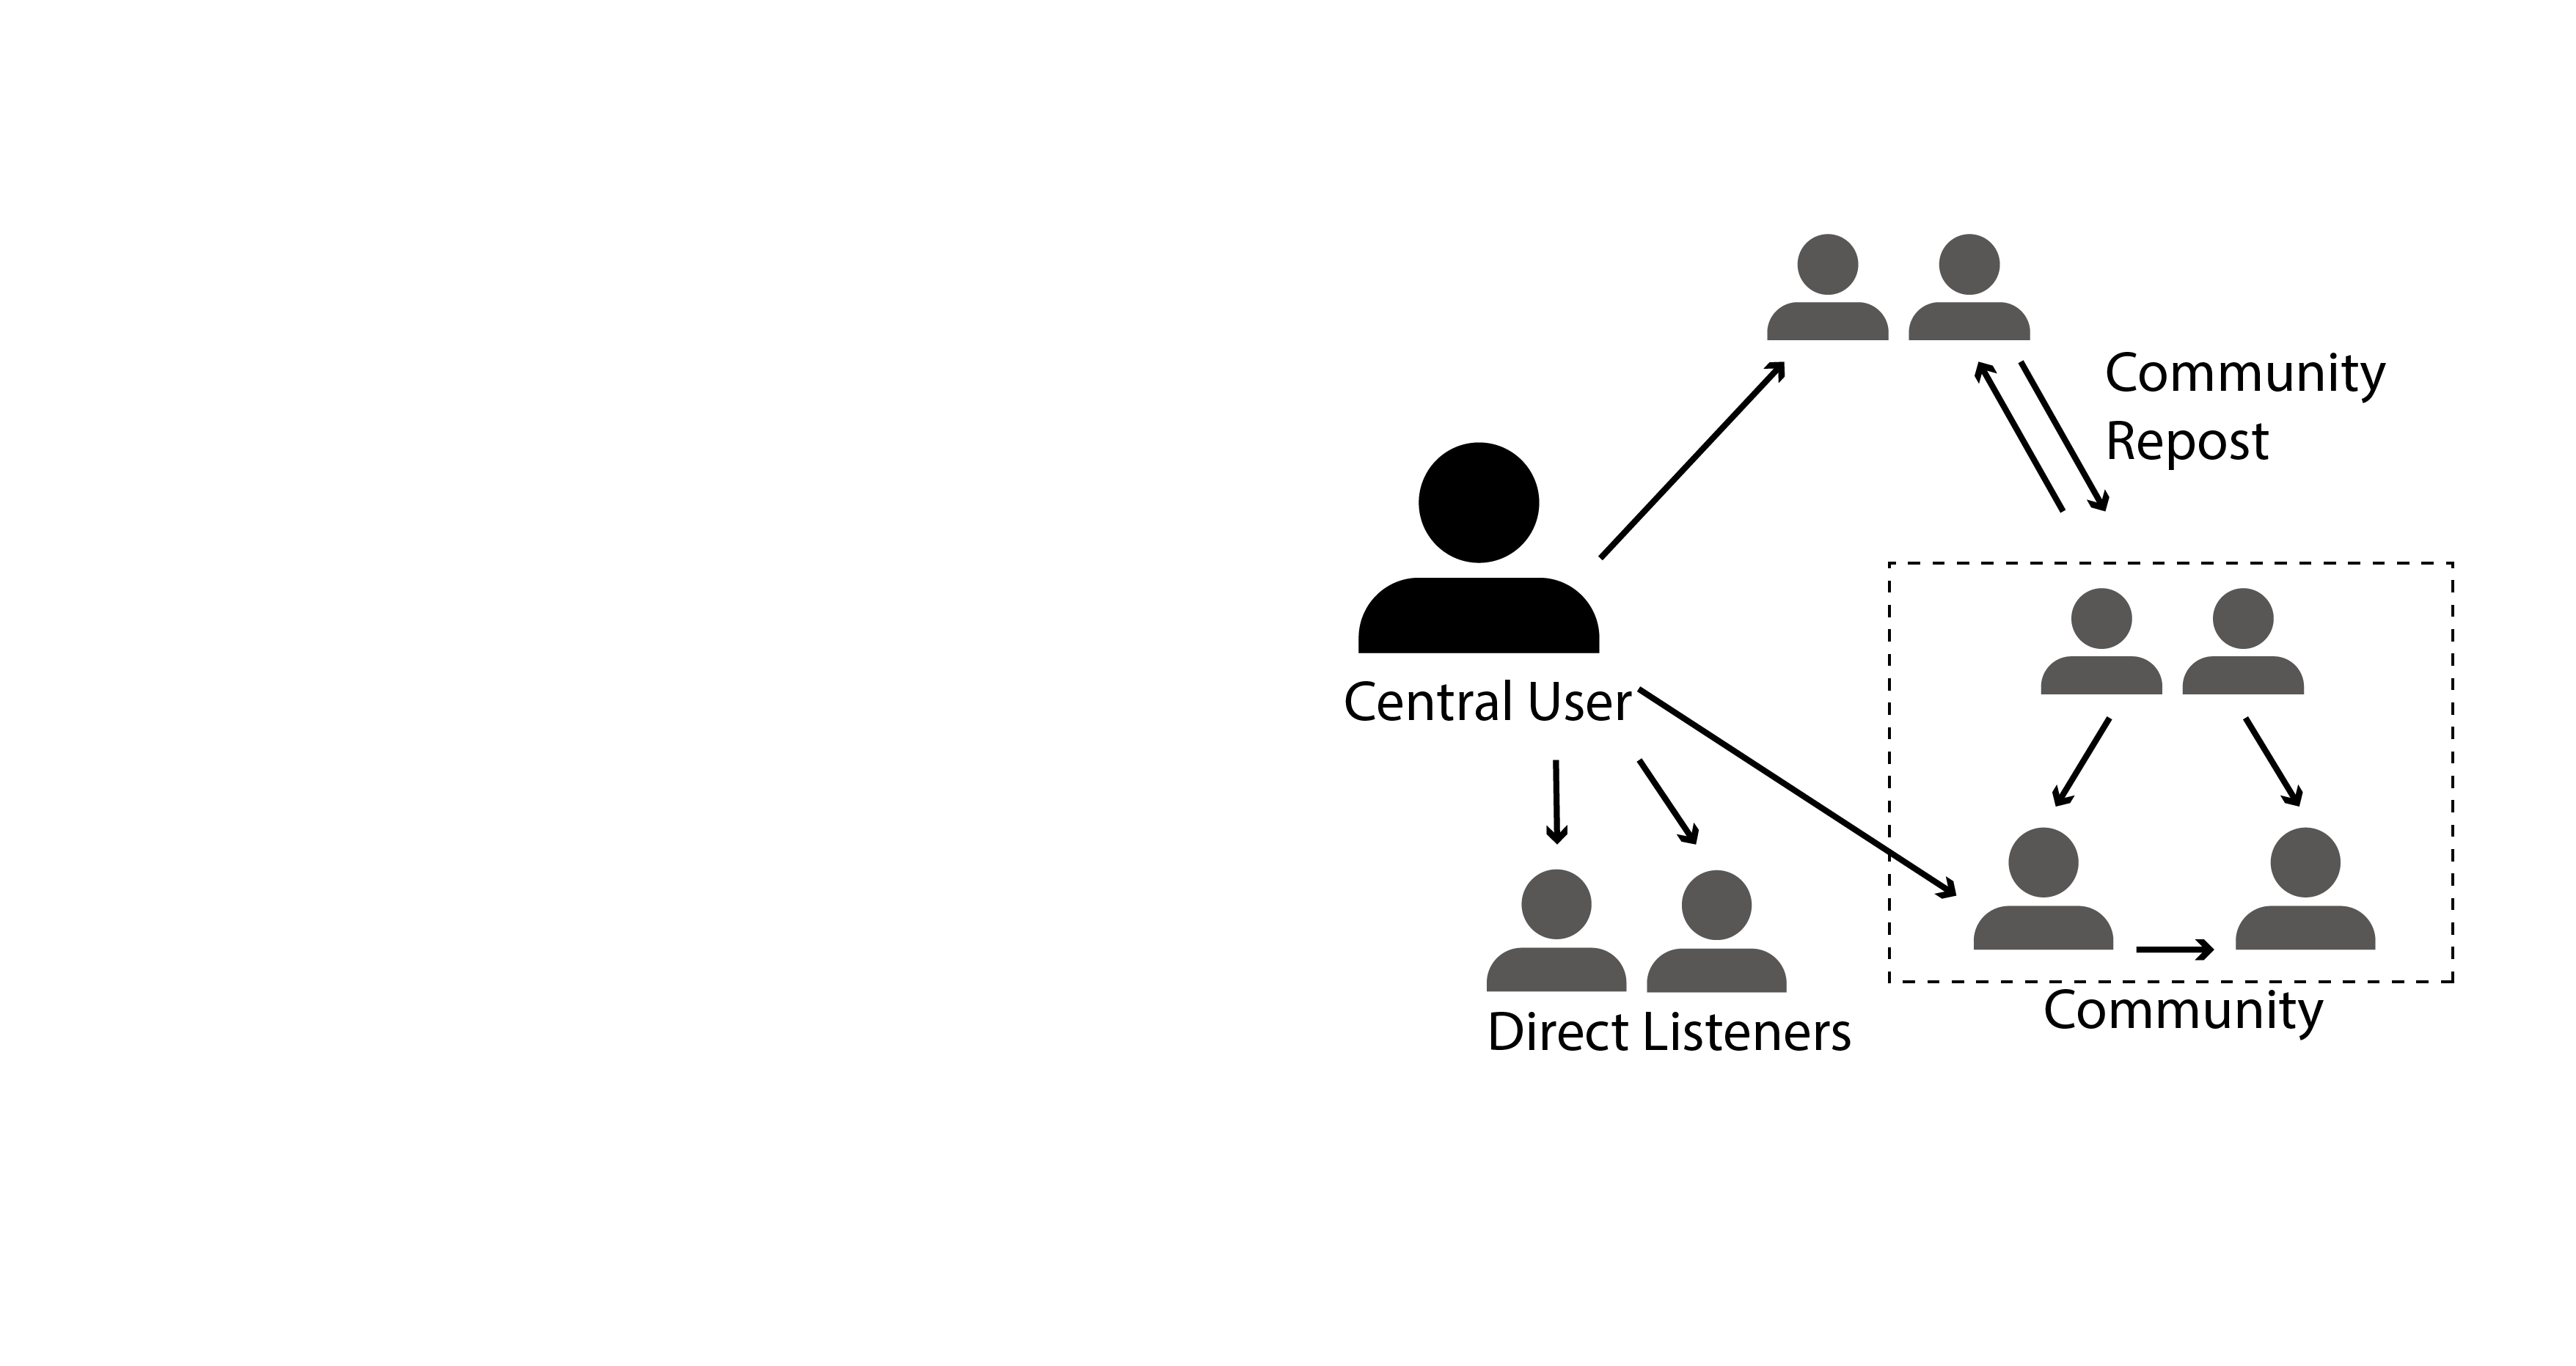 Community
Repost
Central User
Direct Listeners
Community